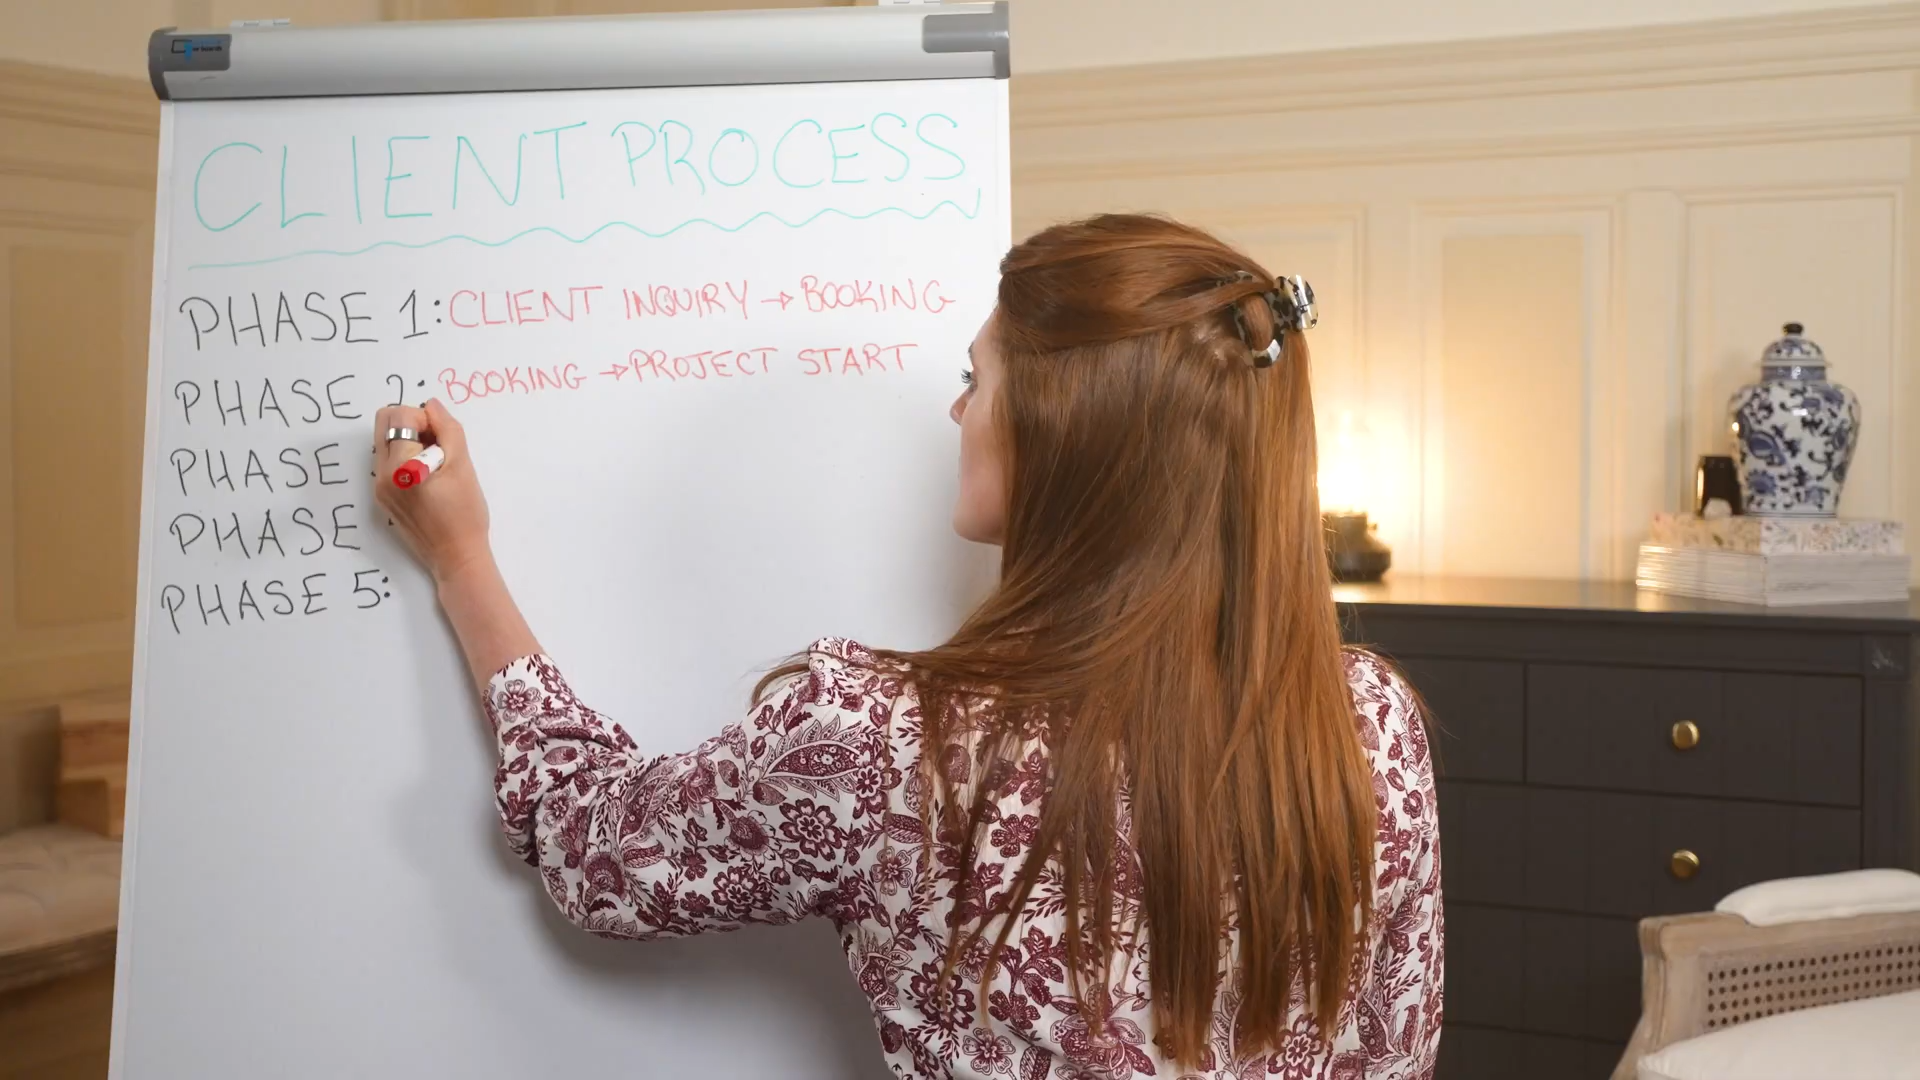 CLIENT PROCESS
PHASE 1: CLIENT INQUIRY → BOOKING
PHASE 2: BOOKING → PROJECT START
PHASE
PHASE
PHASE 5: